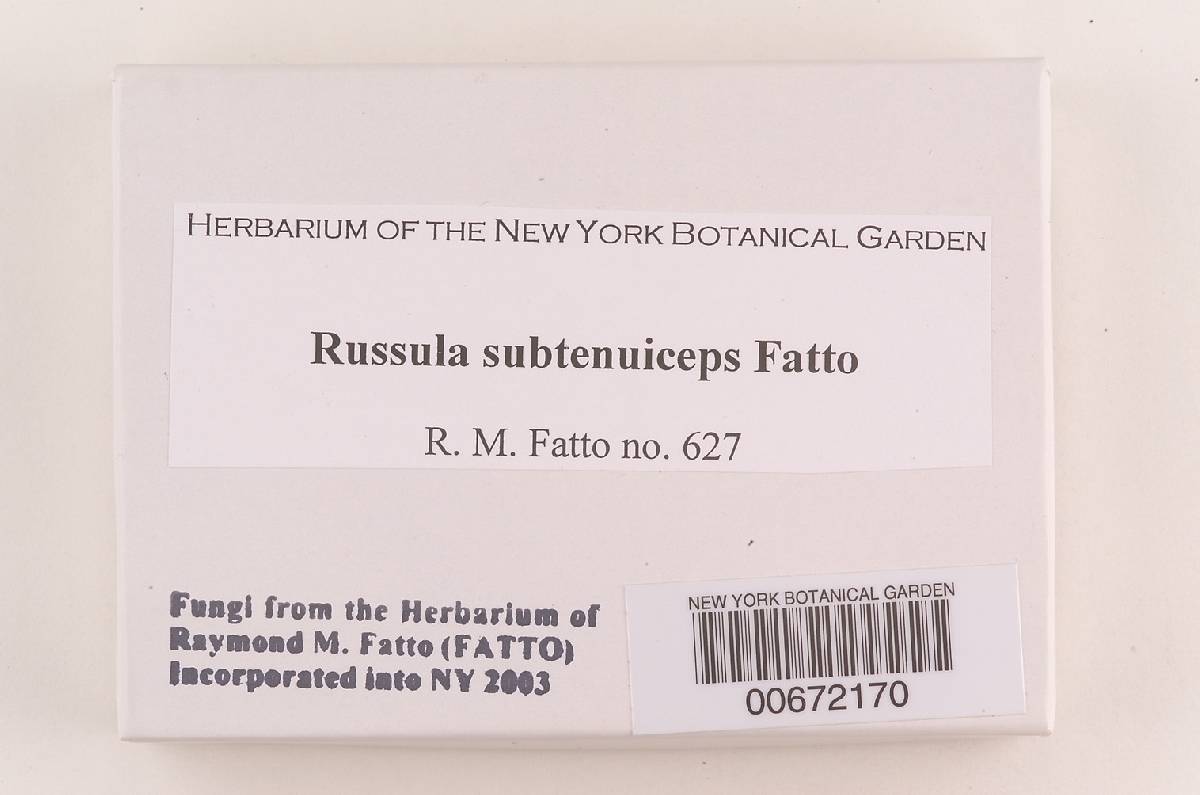 HERBARIUM OF THE NEW YORK BOTANICAL GARDEN
Russula subtenuiceps Fatto
R. M. Fatto no. 627
Fungi from the Herbarium of
Raymond M. Fatto (FATTO)
Incorporated into NY 2003
NEW YORK BOTANICAL GARDEN
00672170